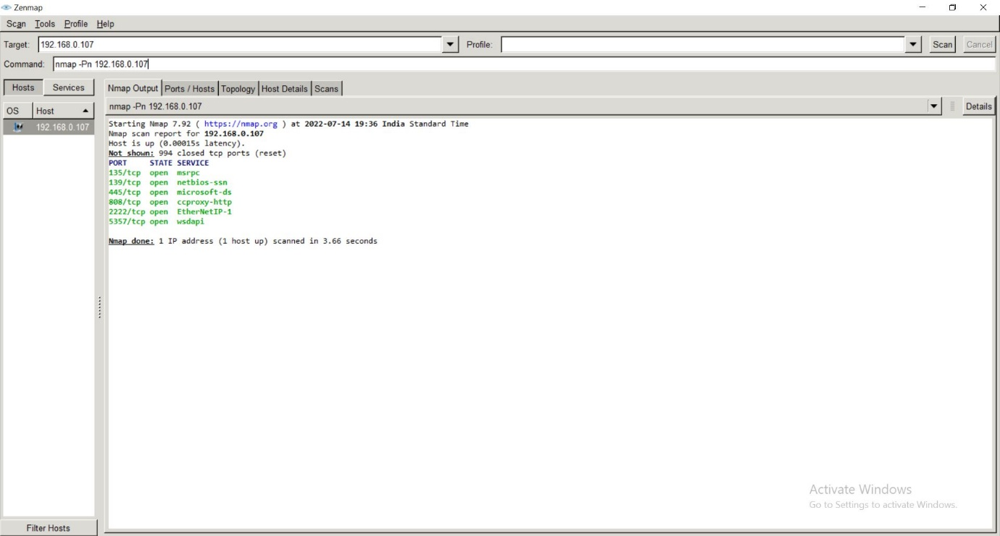 Zenmap
Scan Tools Profile Help
Target: 192.168.0.107 Profile: Scan Cancel
Command: nmap -Pn 192.168.0.107
Hosts Services Nmap Output Ports / Hosts Topology Host Details Scans
OS Host nmap -Pn 192.168.0.107 Details
192.168.0.107
Starting Nmap 7.92 ( https://nmap.org ) at 2022-07-14 19:36 India Standard Time
Nmap scan report for 192.168.0.107
Host is up (0.00015s latency).
Not shown: 994 closed tcp ports (reset)
PORT STATE SERVICE
135/tcp open msrpc
139/tcp open netbios-ssn
445/tcp open microsoft-ds
808/tcp open ccproxy-http
2222/tcp open EtherNetIP-1
5357/tcp open wsdapi
Nmap done: 1 IP address (1 host up) scanned in 3.66 seconds
Activate Windows
Go to Settings to activate Windows.
Filter Hosts